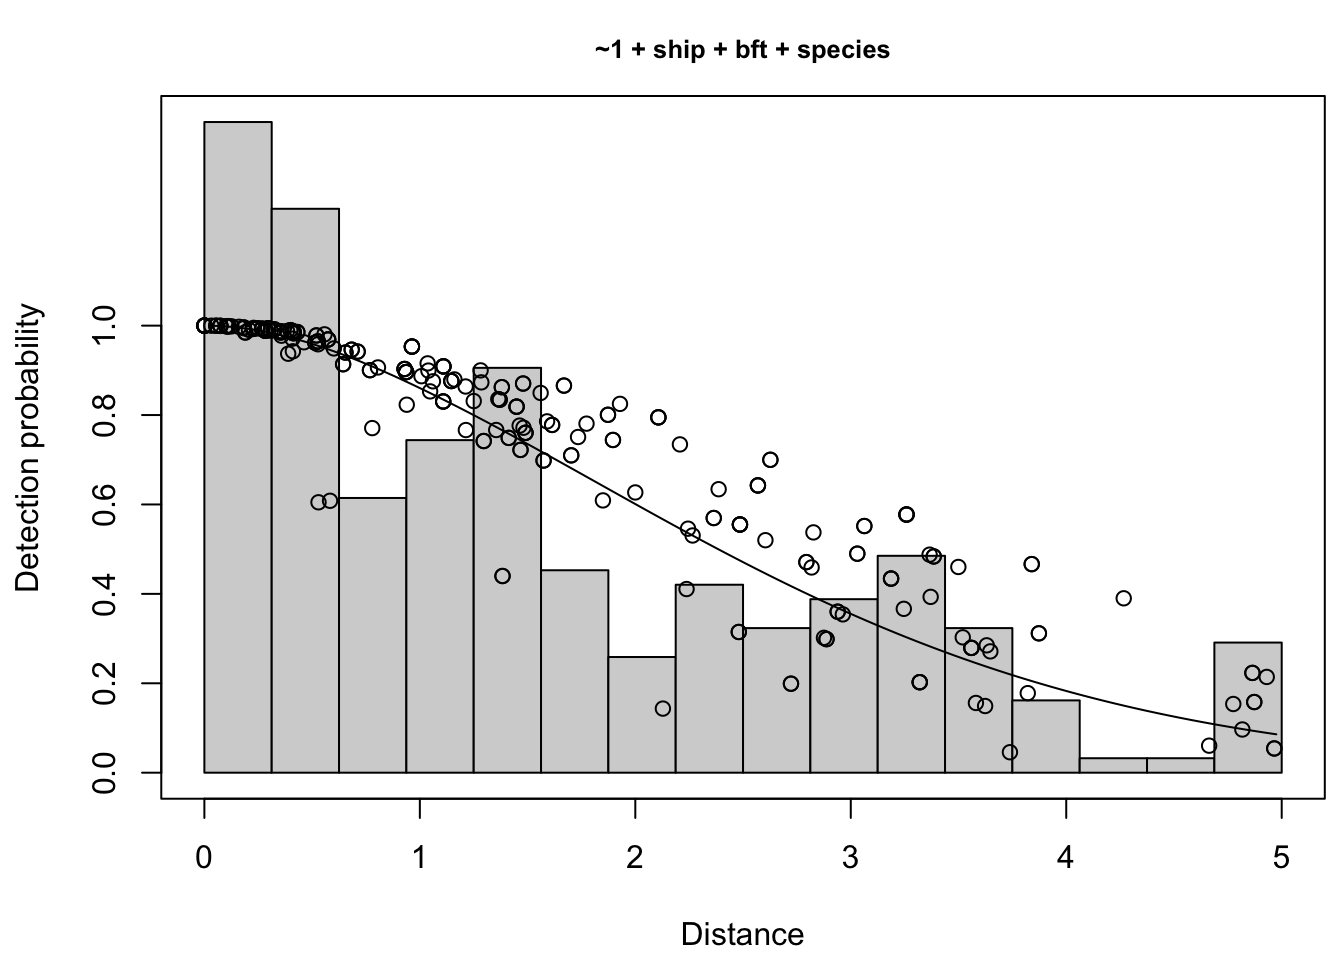 ~1 + ship + bft + species
Detection probability
1.0
0.8
0.6
0.4
0.2
0.0
0 1 2 3 4 5
Distance